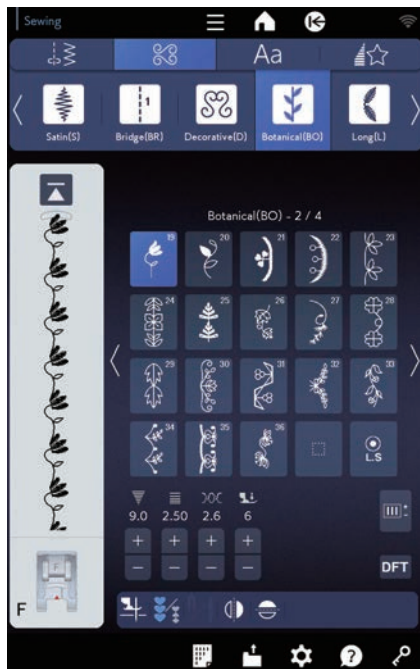 Sewing
Aa
1
Satin(S) Bridge(BR) Decorative(D) Botanical(BO) Long(L)
Botanical(BO) - 2 / 4
19 20 21 22 23
24 25 26 27 28
29 30 31 32 33
34 35 36 L.S
9.0 2.50 2.6 6
+ + + +
- - - -
DFT
F
?